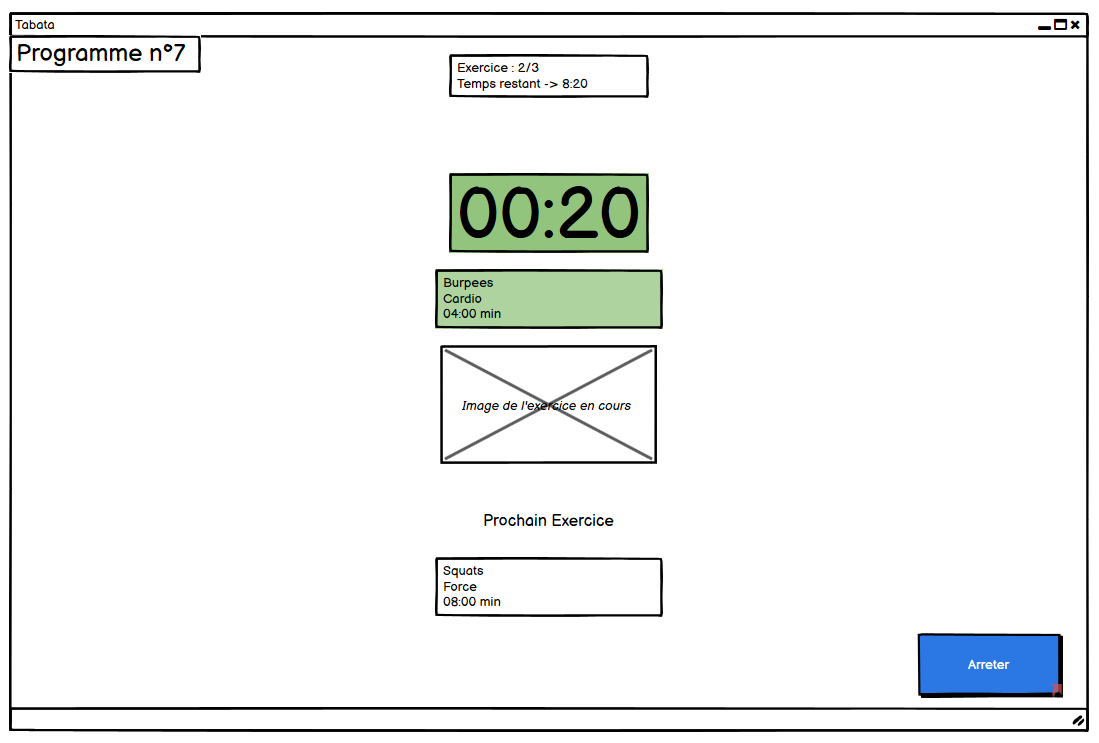 Tabata
Programme n°7
Exercice : 2/3
Temps restant -> 8:20
00:20
Burpees
Cardio
04:00 min
Image de l'exercice en cours
Prochain Exercice
Squats
Force
08:00 min
Arreter